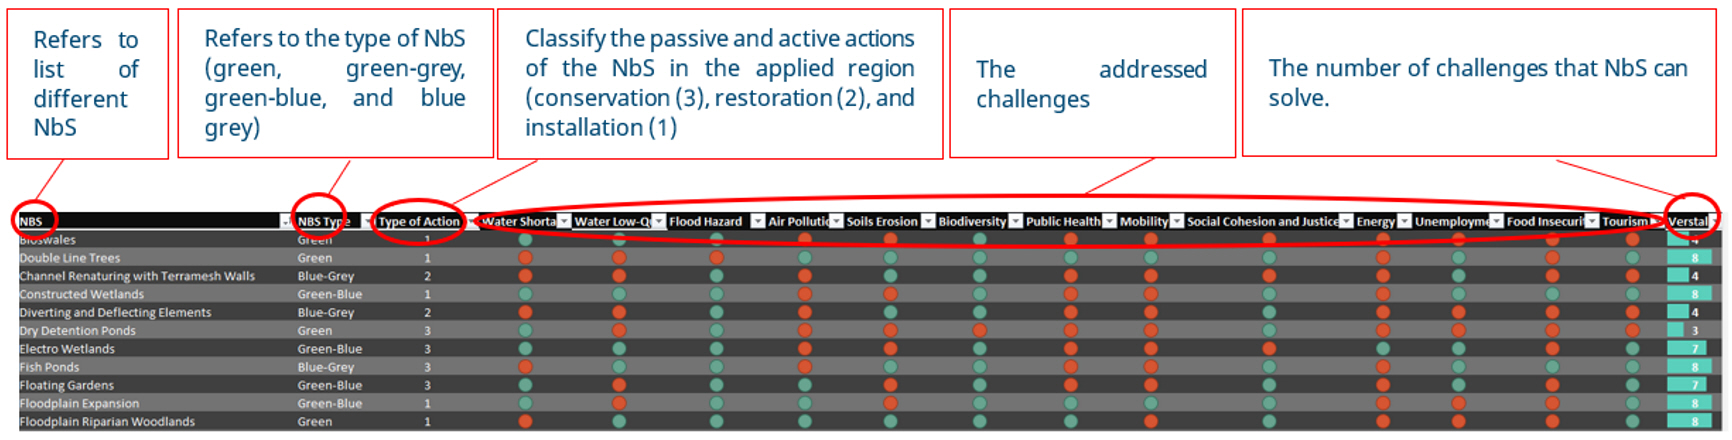 Refers to
list of
different
NbS
Refers to the type of NbS
(green, green-grey,
green-blue, and blue
grey)
Classify the passive and active actions
of the NbS in the applied region
(conservation (3), restoration (2), and
installation (1)
The addressed
challenges
The number of challenges that NbS can
solve.
NBS NBS Type Type of Action Water Shorta Water Low-Q Flood Hazard Air Pollutic Soils Erosion Biodiversity Public Health Mobility Social Cohesion and Justice Energy Unemployme Food Insecuri Tourism Verstal
Bioswales Green 1 4
Double Line Trees Green 1 8
Channel Renaturing with Terramesh Walls Blue-Grey 2 4
Constructed Wetlands Green-Blue 1 8
Diverting and Deflecting Elements Blue-Grey 2 4
Dry Detention Ponds Green 3 3
Electro Wetlands Green-Blue 3 7
Fish Ponds Blue-Grey 3 8
Floating Gardens Green-Blue 3 7
Floodplain Expansion Green-Blue 1 8
Floodplain Riparian Woodlands Green 1 8